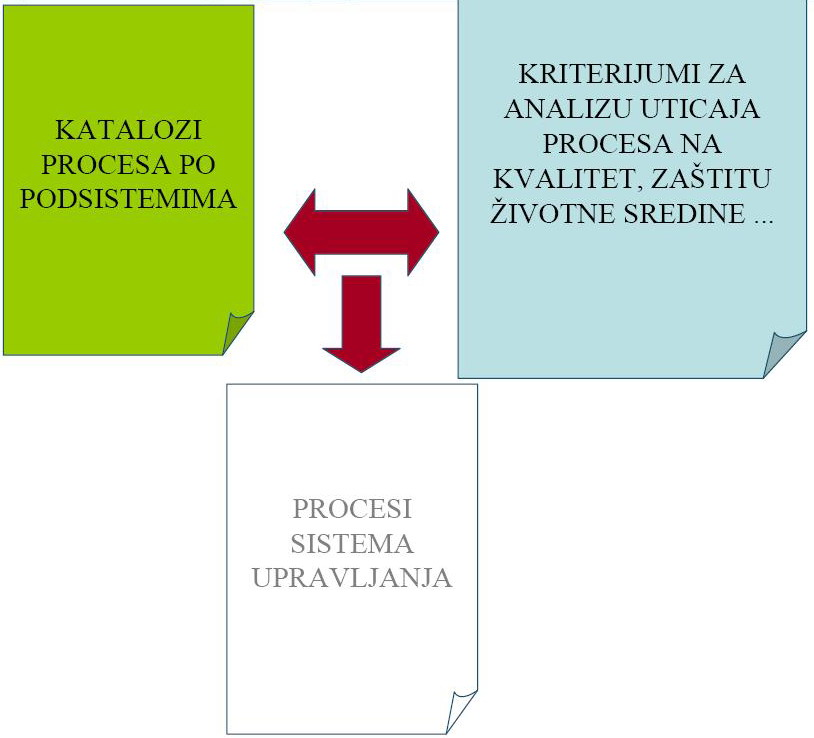 KATALOZI
PROCESA PO
PODSISTEMIMA
KRITERIJUMI ZA
ANALIZU UTICAJA
PROCESA NA
KVALITET, ZAŠTITU
ŽIVOTNE SREDINE ...
PROCESI
SISTEMA
UPRAVLJANJA